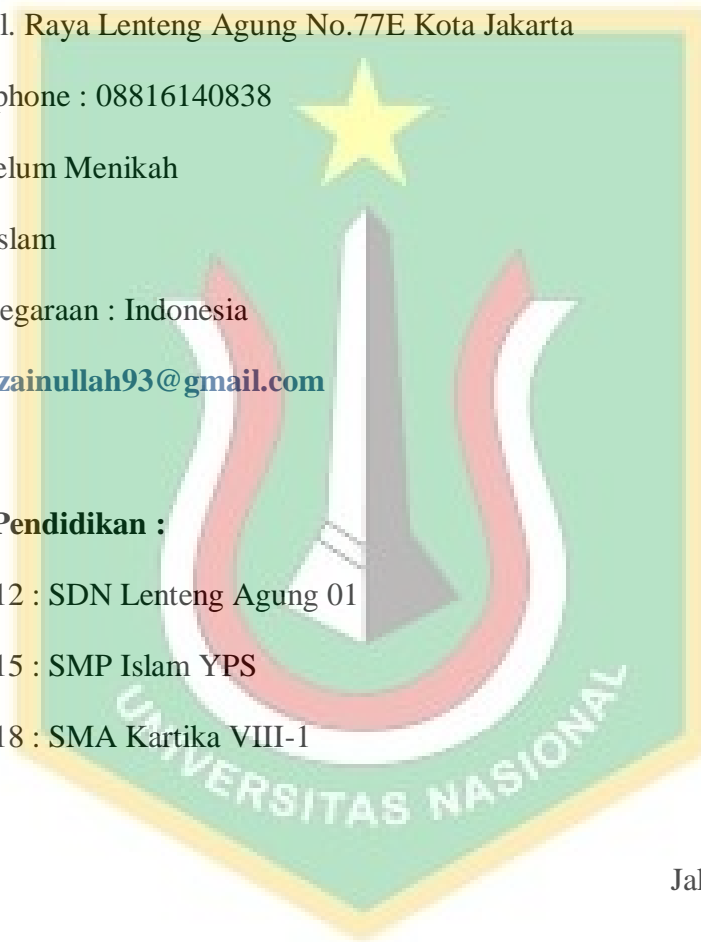 l. Raya Lenteng Agung No.77E Kota Jakarta
phone : 08816140838
elum Menikah
slam
egaraan : Indonesia
zainullah93@gmail.com
Pendidikan :
12 : SDN Lenteng Agung 01
15 : SMP Islam YPS
18 : SMA Kartika VIII-1
UNIVERSITAS NASIONAL
Jal